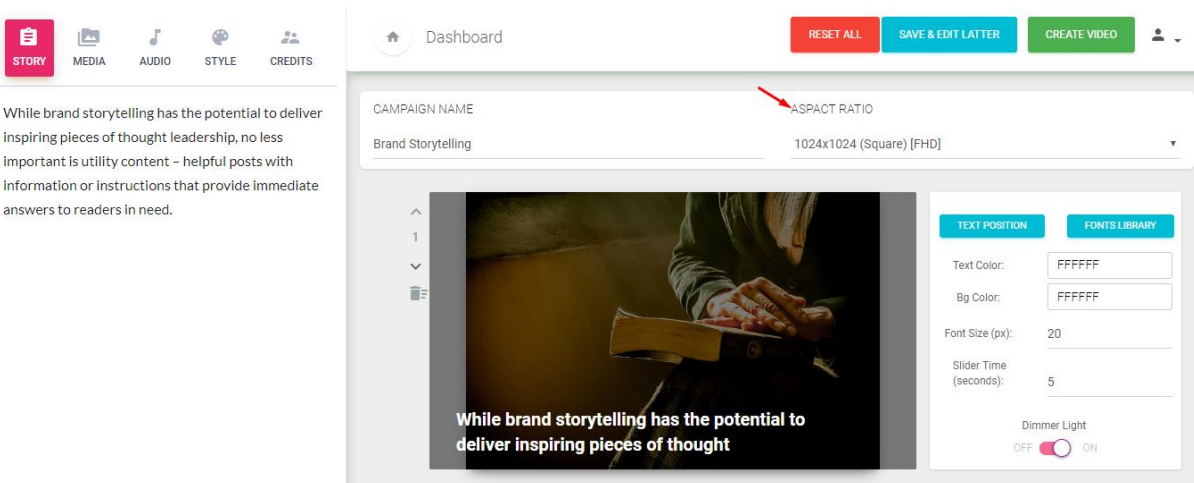 STORY
MEDIA
AUDIO
STYLE
CREDITS
While brand storytelling has the potential to deliver
inspiring pieces of thought leadership, no less
important is utility content – helpful posts with
information or instructions that provide immediate
answers to readers in need.
Dashboard
RESET ALL
SAVE & EDIT LATTER
CREATE VIDEO
CAMPAIGN NAME
Brand Storytelling
ASPACT RATIO
1024x1024 (Square) [FHD]
1
While brand storytelling has the potential to
deliver inspiring pieces of thought
TEXT POSITION
FONTS LIBRARY
Text Color:
FFFFFF
Bg Color:
FFFFFF
Font Size (px):
20
Slider Time
(seconds):
5
Dimmer Light
OFF
ON